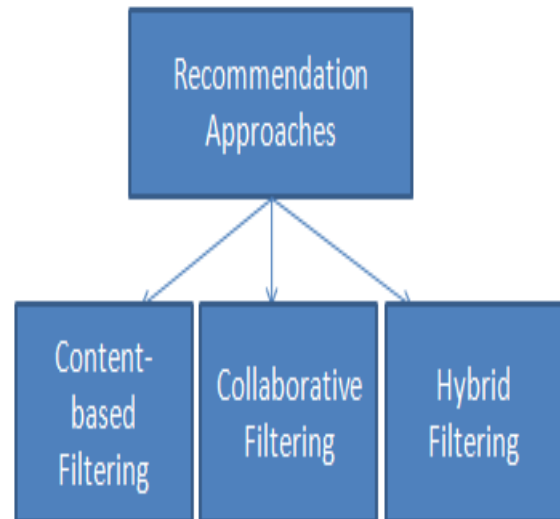 Recommendation
Approaches
Content-
based
Filtering
Collaborative
Filtering
Hybrid
Filtering